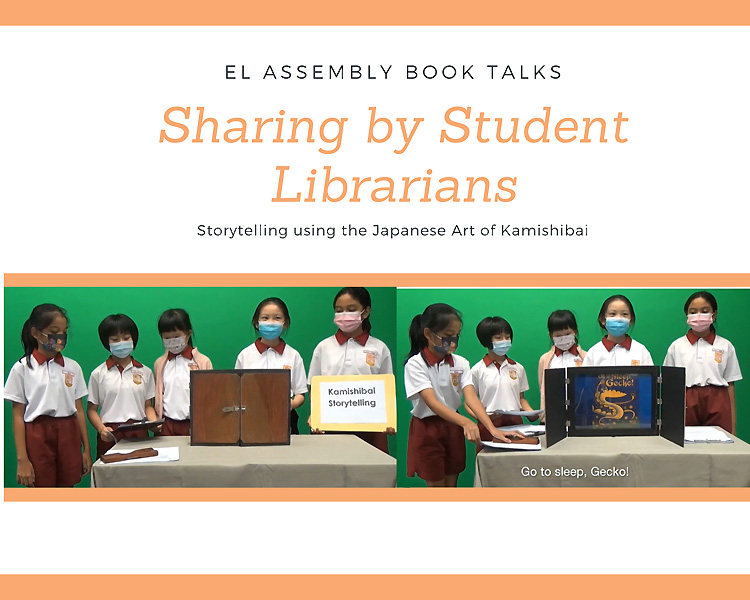 EL ASSEMBLY BOOK TALKS
Sharing by Student
Librarians
Storytelling using the Japanese Art of Kamishibai
Kamishibai
Storytelling
Gecko!
Go to sleep, Gecko!